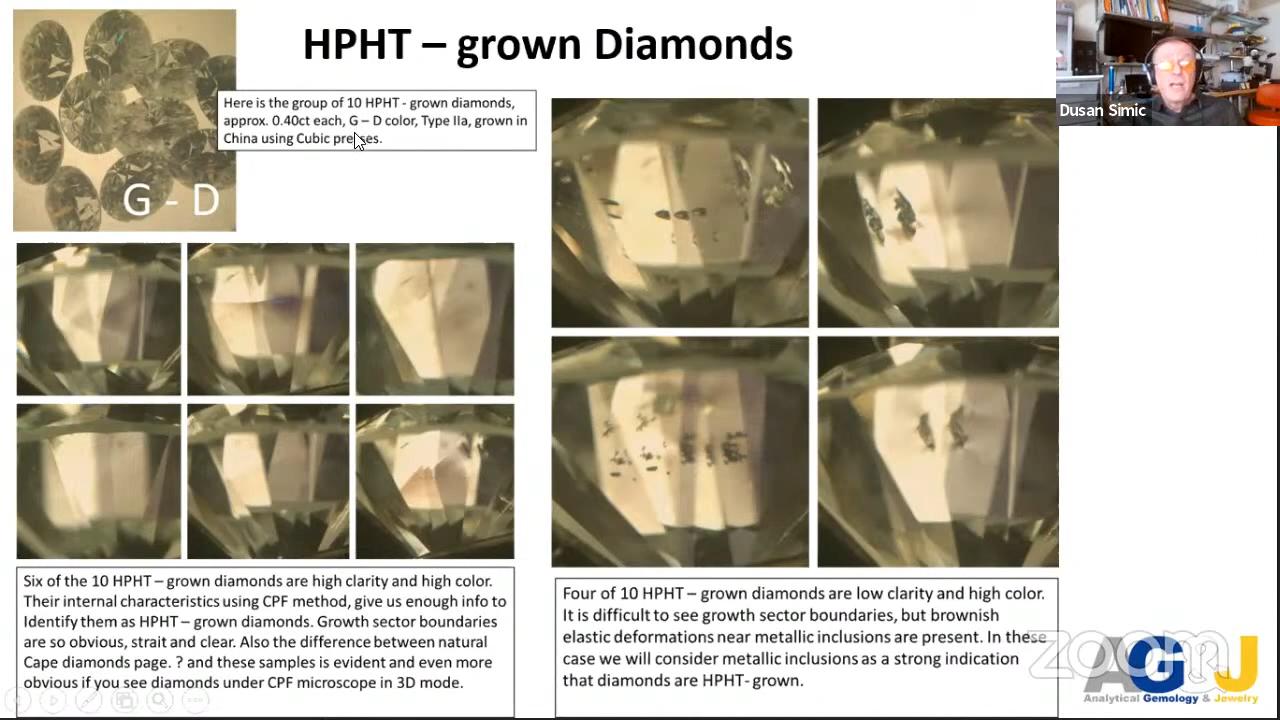 HPHT – grown Diamonds
Dusan Simic
Here is the group of 10 HPHT - grown diamonds,
approx. 0.40ct each, G – D color, Type IIa, grown in
China using Cubic presses.
G - D
Six of the 10 HPHT – grown diamonds are high clarity and high color.
Their internal characteristics using CPF method, give us enough info to
Identify them as HPHT – grown diamonds. Growth sector boundaries
are so obvious, strait and clear. Also the difference between natural
Cape diamonds page. ? and these samples is evident and even more
obvious if you see diamonds under CPF microscope in 3D mode.
Four of 10 HPHT – grown diamonds are low clarity and high color.
It is difficult to see growth sector boundaries, but brownish
elastic deformations near metallic inclusions are present. In these
case we will consider metallic inclusions as a strong indication
that diamonds are HPHT- grown.
zoom
AGJ
Analytical Gemology & Jewelry